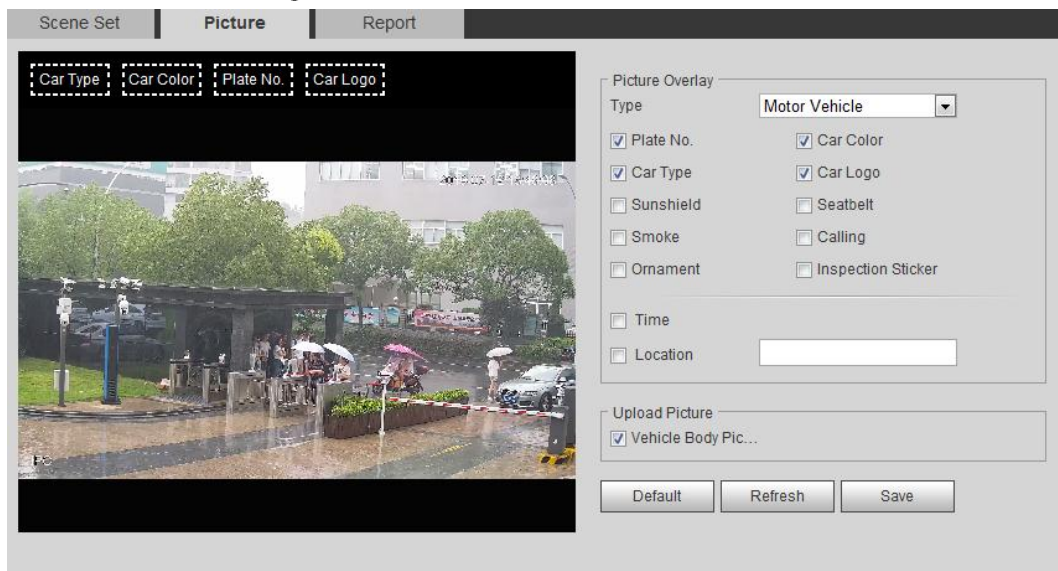 Scene Set Picture Report
Car Type Car Color Plate No. Car Logo
Picture Overlay
Type Motor Vehicle
Plate No. Car Color
Car Type Car Logo
Sunshield Seatbelt
Smoke Calling
Ornament Inspection Sticker
Time
Location
Upload Picture
Vehicle Body Pic...
Default Refresh Save